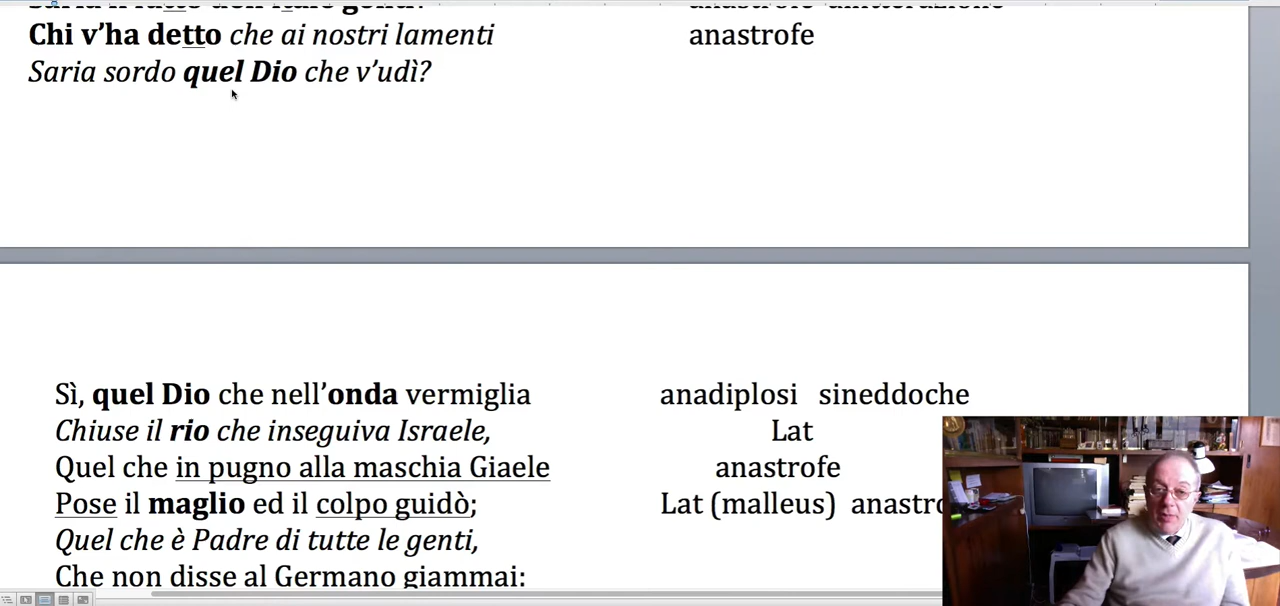 Chi v’ha detto che ai nostri lamenti anastrofe
Saria sordo quel Dio che v’udì?
Sì, quel Dio che nell’onda vermiglia anadiplosi sineddoche
Chiuse il rio che inseguiva Israele, Lat
Quel che in pugno alla maschia Giaele anastrofe
Pose il maglio ed il colpo guidò; Lat (malleus)
Quel che è Padre di tutte le genti,
Che non disse al Germano giammai: